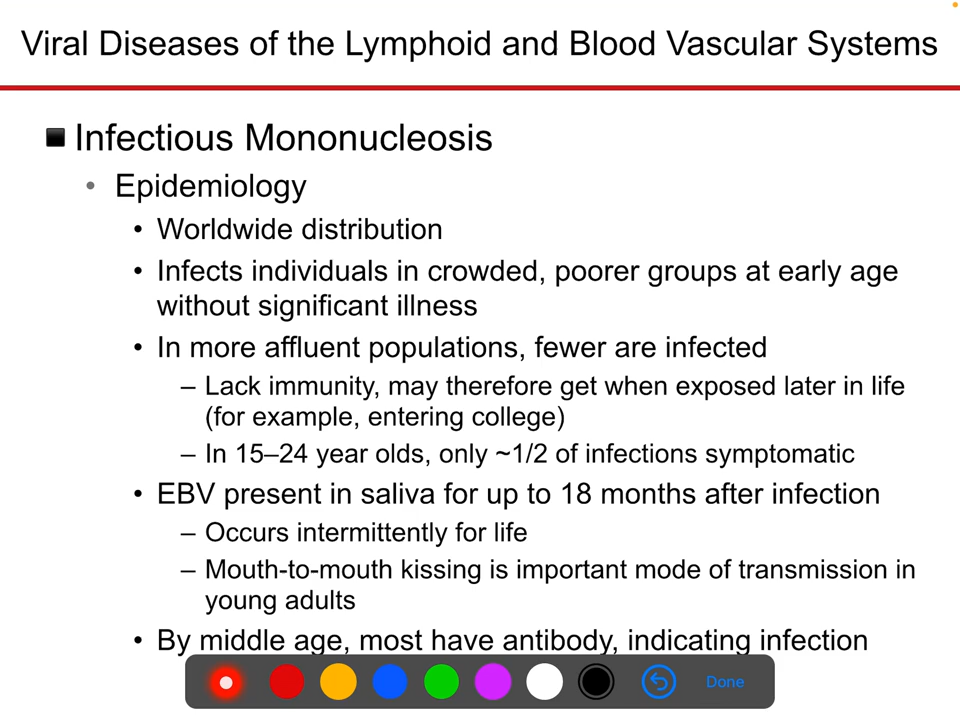 Viral Diseases of the Lymphoid and Blood Vascular Systems
Infectious Mononucleosis
• Epidemiology
• Worldwide distribution
• Infects individuals in crowded, poorer groups at early age
without significant illness
• In more affluent populations, fewer are infected
– Lack immunity, may therefore get when exposed later in life
(for example, entering college)
– In 15–24 year olds, only ~1/2 of infections symptomatic
• EBV present in saliva for up to 18 months after infection
– Occurs intermittently for life
– Mouth-to-mouth kissing is important mode of transmission in
young adults
• By middle age, most have antibody, indicating infection
Done